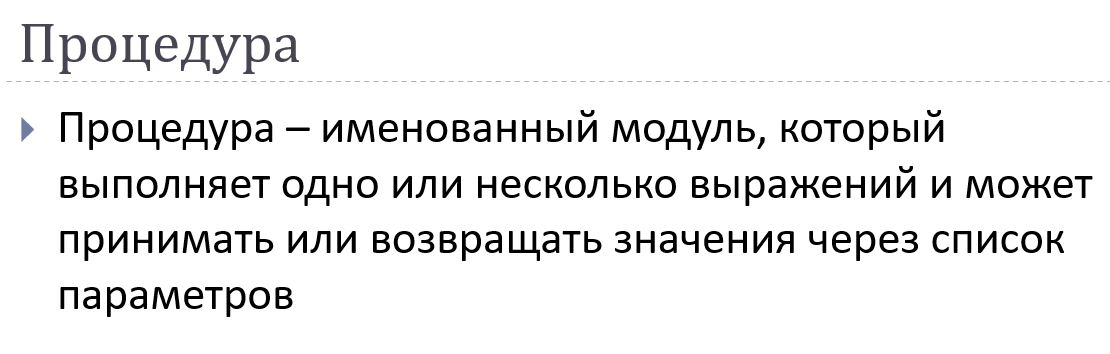 Процедура
Процедура – именованный модуль, который
выполняет одно или несколько выражений и может
принимать или возвращать значения через список
параметров